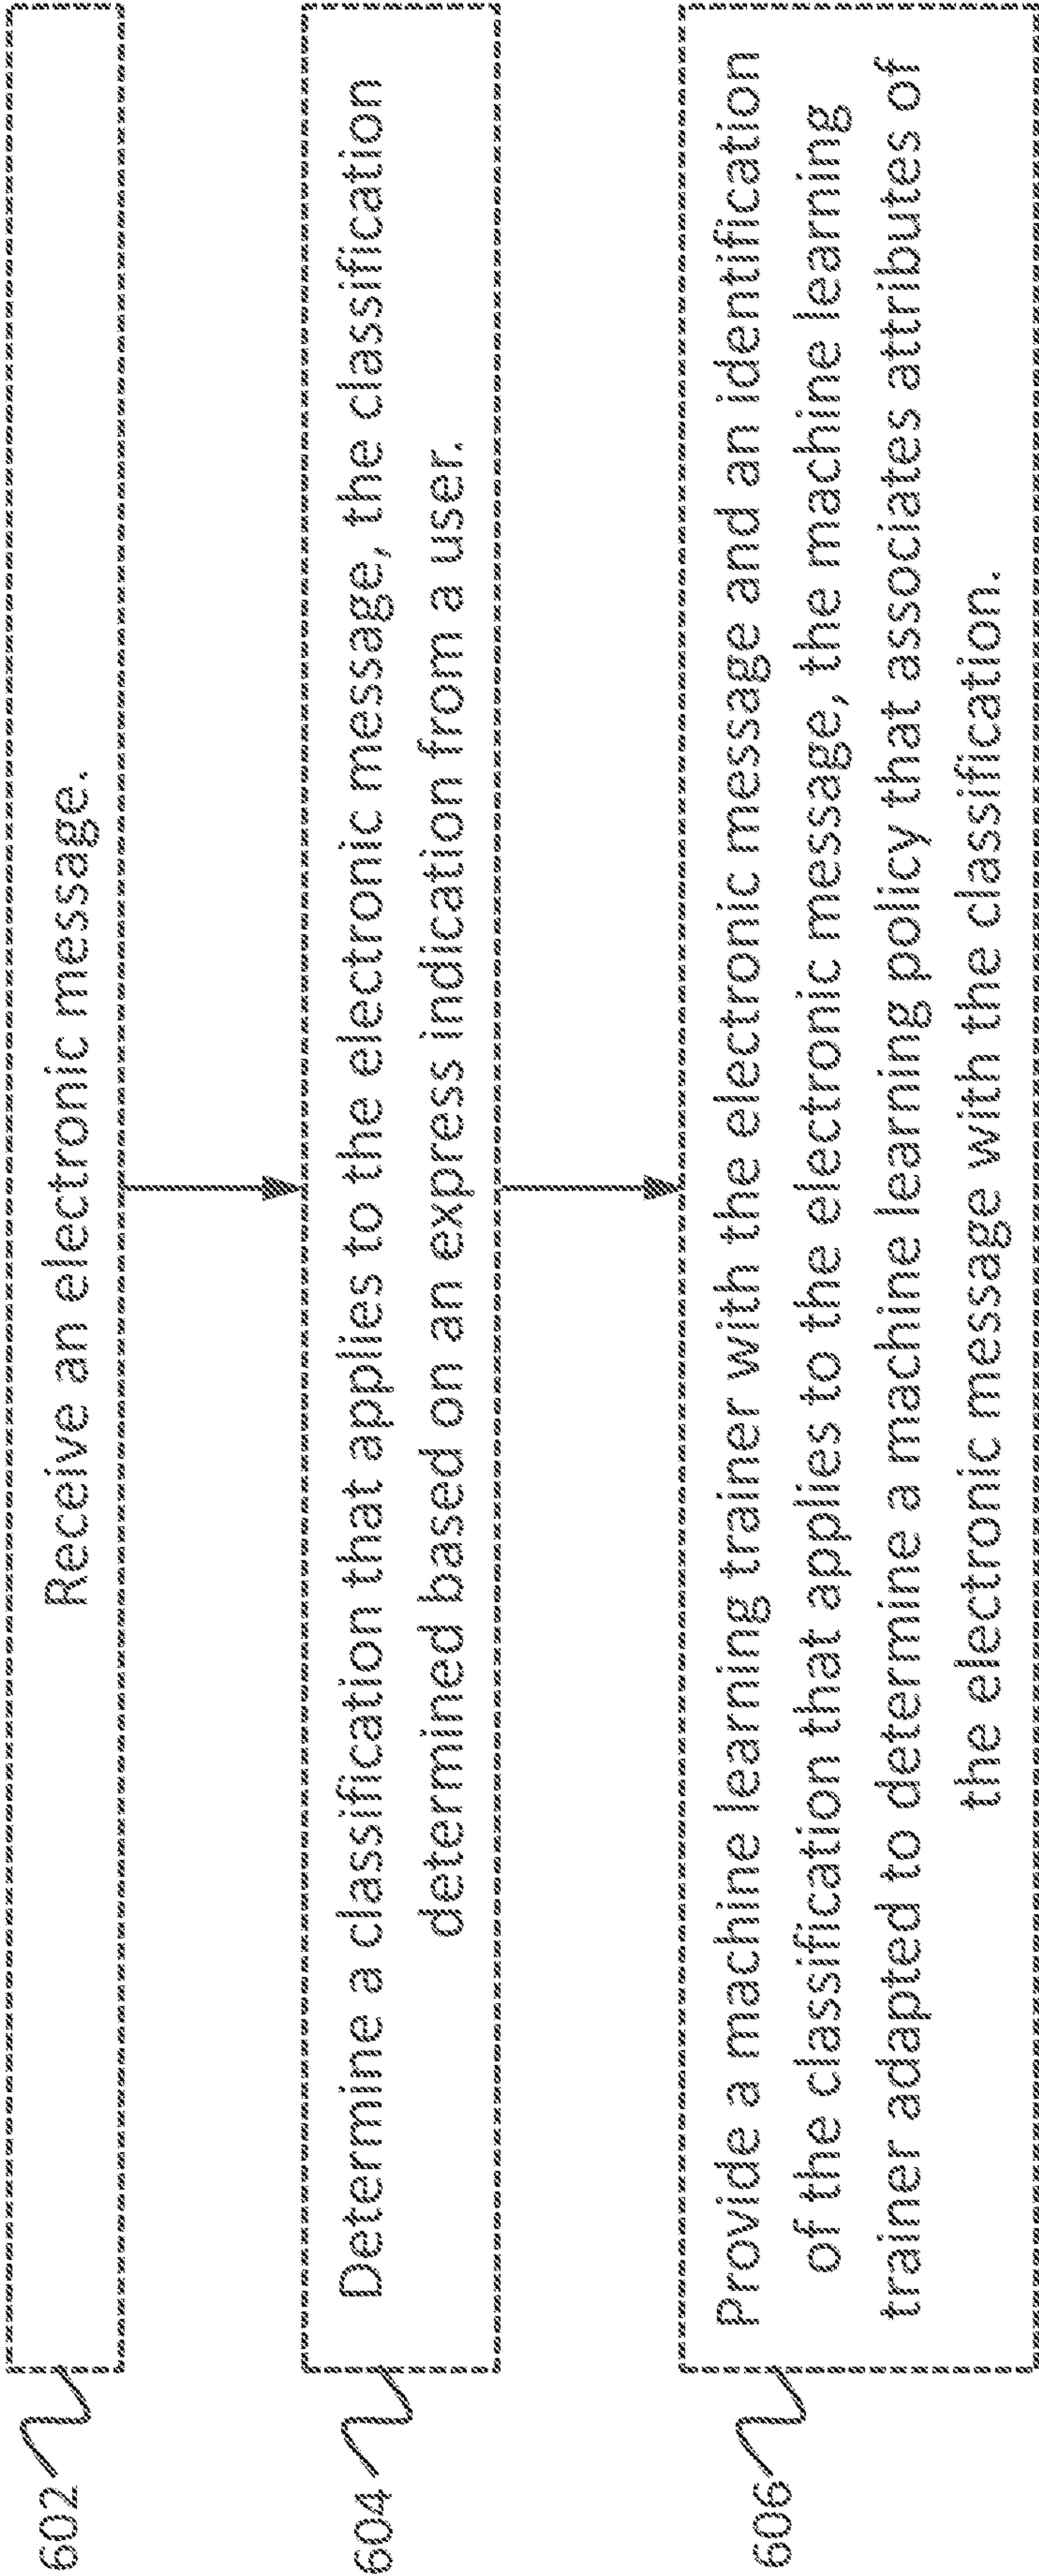 602
Receive an electronic message.
604
Determine a classification that applies to the electronic message, the classification
determined based on an express indication from a user.
606
Provide a machine learning trainer with the electronic message and an identification
of the classification that applies to the electronic message, the machine learning
trainer adapted to determine a machine learning policy that associates attributes of
the electronic message with the classification.